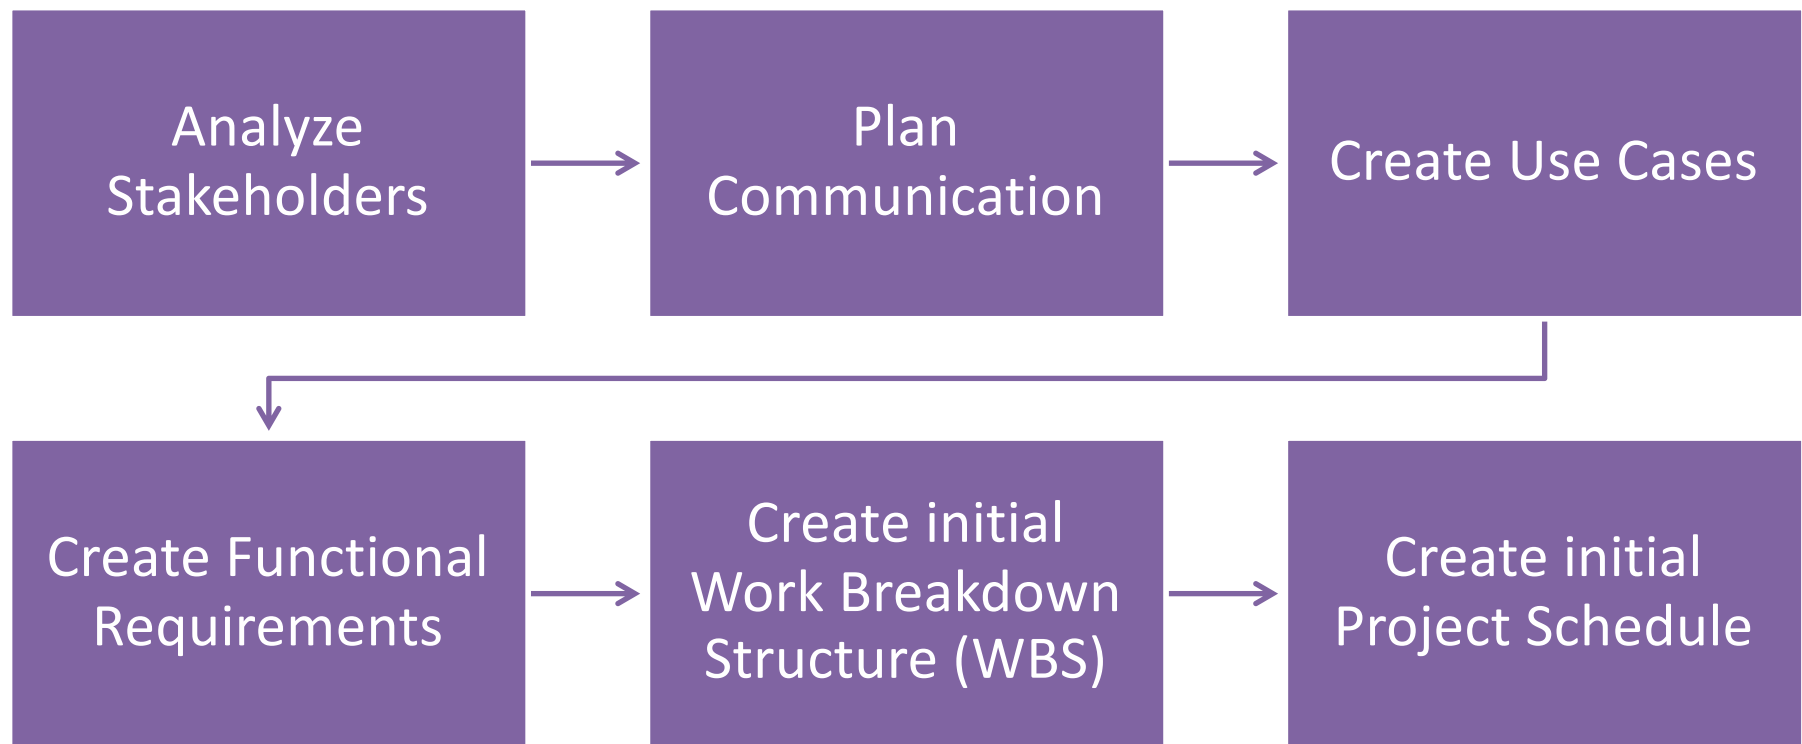 Analyze
Stakeholders
Plan
Communication
Create Use Cases
Create Functional
Requirements
Create initial
Work Breakdown
Structure (WBS)
Create initial
Project Schedule